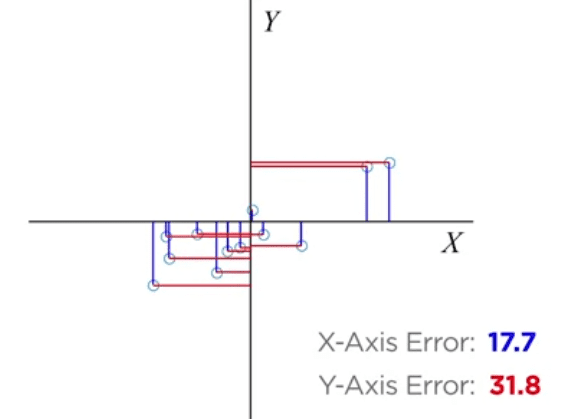 Y
X
X-Axis Error: 17.7
Y-Axis Error: 31.8